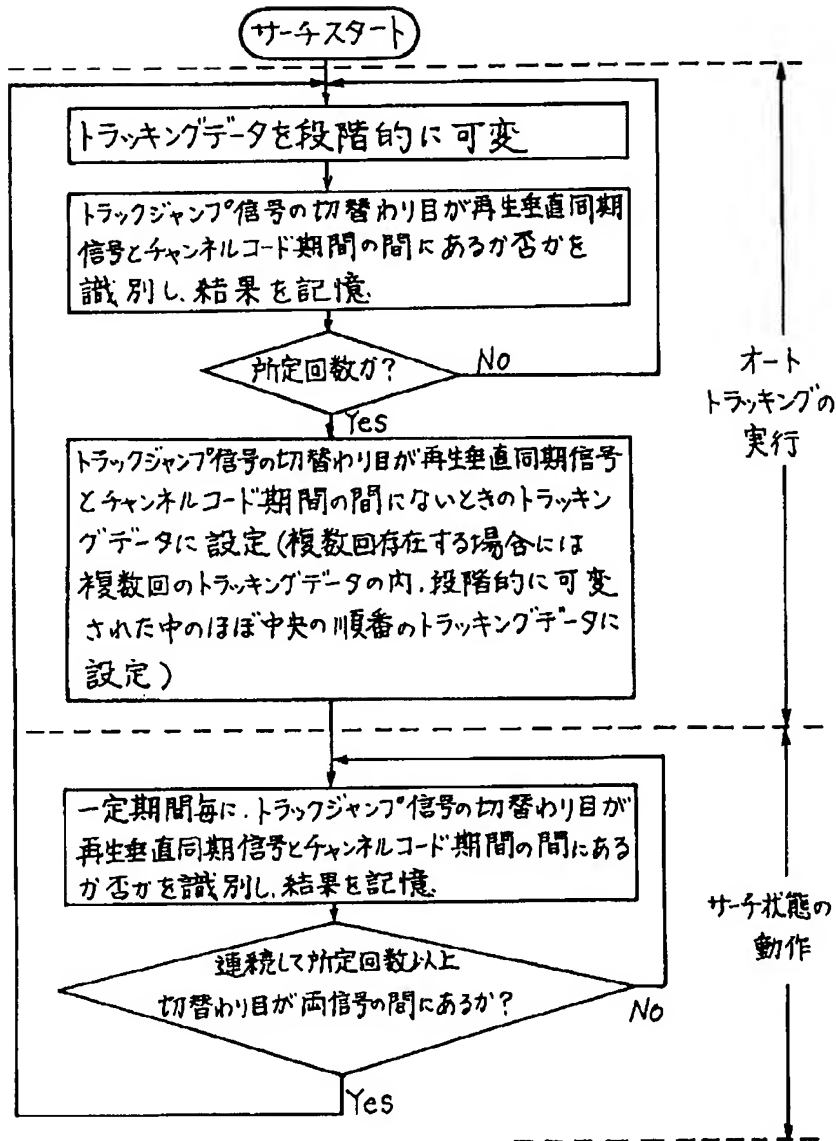 サーチスタート
トラッキングデータを段階的に可変
トラックジャンプ信号の切替わり目が再生垂直同期
信号とチャンネルコード期間の間にあるか否かを
識別し、結果を記憶.
所定回数か?
No
Yes
オート
トラッキングの
実行
トラックジャンプ信号の切替わり目が再生垂直同期信号
とチャンネルコード期間の間にないときのトラッキン
グデータに設定(複数回存在する場合には
複数回のトラッキングデータの内、段階的に可変
された中のほぼ中央の順番のトラッキングデータに
設定)
一定期間毎に、トラックジャンプ信号の切替わり目が
再生垂直同期信号とチャンネルコード期間の間にある
か否かを識別し、結果を記憶.
サーチ状態の
動作
連続して所定回数以上
切替わり目が両信号の間にあるか?
No
Yes